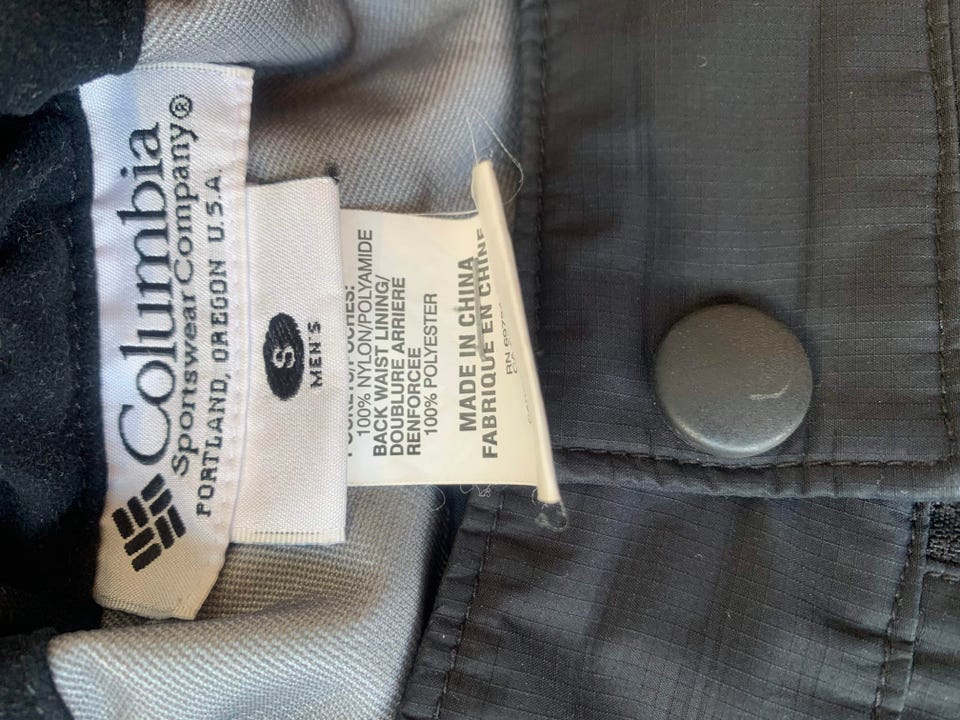 Columbia
Sportswear Company®
PORTLAND, OREGON U.S.A.
S
MEN'S
100% NYLON/POLYAMIDE
BACK WAIST LINING/
DOUBLURE ARRIERE
RENFORCEE
100% POLYESTER
MADE IN CHINA
FABRIQUE EN CHINE
RN